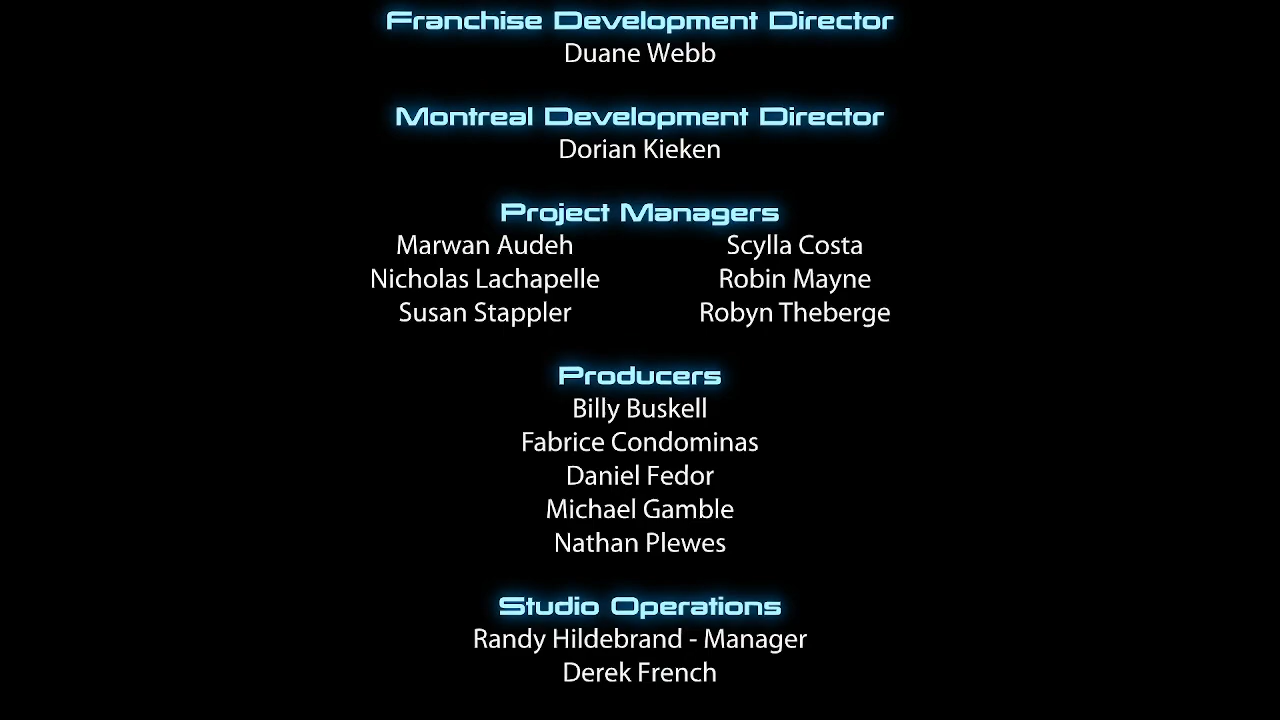 Franchise Development Director
Duane Webb
Montreal Development Director
Dorian Kieken
Project Managers
Marwan Audeh Scylla Costa
Nicholas Lachapelle Robin Mayne
Susan Stappler Robyn Theberge
Producers
Billy Buskell
Fabrice Condominas
Daniel Fedor
Michael Gamble
Nathan Plewes
Studio Operations
Randy Hildebrand - Manager
Derek French